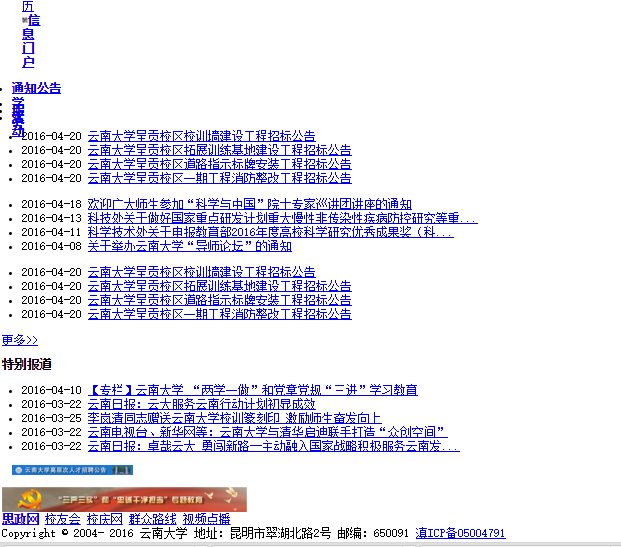 历
信
息
门
户
通知公告
学
动
2016-04-20 云南大学呈贡校区校训墙建设工程招标公告
2016-04-20 云南大学呈贡校区拓展训练基地建设工程招标公告
2016-04-20 云南大学呈贡校区道路指示标牌安装工程招标公告
2016-04-20 云南大学呈贡校区一期工程消防整改工程招标公告
2016-04-18 欢迎广大师生参加“科学与中国”院士专家巡讲团讲座的通知
2016-04-13 科技处关于做好国家重点研发计划重大慢性非传染性疾病防控研究等重...
2016-04-11 科学技术处关于申报教育部2016年度高校科学研究优秀成果奖（科...
2016-04-08 关于举办云南大学“导师论坛”的通知
2016-04-20 云南大学呈贡校区校训墙建设工程招标公告
2016-04-20 云南大学呈贡校区拓展训练基地建设工程招标公告
2016-04-20 云南大学呈贡校区道路指示标牌安装工程招标公告
2016-04-20 云南大学呈贡校区一期工程消防整改工程招标公告
更多>>
特别报道
2016-04-10 【专栏】云南大学 “两学一做”和党章党规“三讲”学习教育
2016-03-22 云南日报：云大服务云南行动计划初显成效
2016-03-25 李岚清同志赠送云南大学校训篆刻印 激励师生奋发向上
2016-03-22 云南电视台、新华网等：云南大学与清华启迪联手打造“众创空间”
2016-03-22 云南日报：卓哉云大 勇闯新路—主动融入国家战略积极服务云南发...
云南大学高层次人才招聘公告
“三严三实”和“忠诚干净担当”专题教育
思政网 校友会 校庆网 群众路线 视频点播
Copyright © 2004- 2016 云南大学 地址：昆明市翠湖北路2号 邮编：650091 滇ICP备05004791